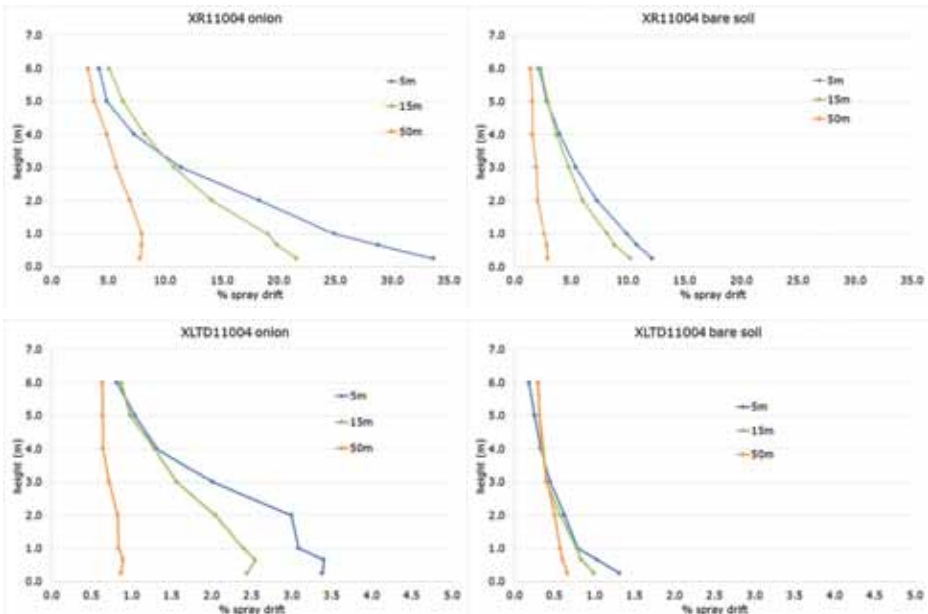 XR11004 onion
7.0
6.0
5.0
4.0
3.0
2.0
1.0
0.0
height (m)
0.0 5.0 10.0 15.0 20.0 25.0 30.0 35.0
% spray drift
5m
15m
50m
XR11004 bare soil
7.0
6.0
5.0
4.0
3.0
2.0
1.0
0.0
height (m)
0.0 5.0 10.0 15.0 20.0 25.0 30.0 35.0
% spray drift
5m
15m
50m
XLTD11004 onion
7.0
6.0
5.0
4.0
3.0
2.0
1.0
0.0
height (m)
0.0 0.5 1.0 1.5 2.0 2.5 3.0 3.5 4.0 4.5 5.0
% spray drift
5m
15m
50m
XLTD11004 bare soil
7.0
6.0
5.0
4.0
3.0
2.0
1.0
0.0
height (m)
0.0 0.5 1.0 1.5 2.0 2.5 3.0 3.5 4.0 4.5 5.0
% spray drift
5m
15m
50m